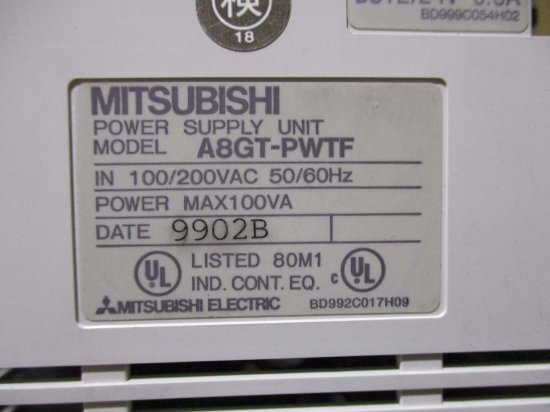 検
18
BD999C054H02
MITSUBISHI
POWER SUPPLY UNIT
MODEL A8GT-PWTF
IN 100/200VAC 50/60Hz
POWER MAX100VA
DATE 9902B
UL LISTED 80M1 c UL
IND. CONT. EQ.
MITSUBISHI ELECTRIC BD992C017H09